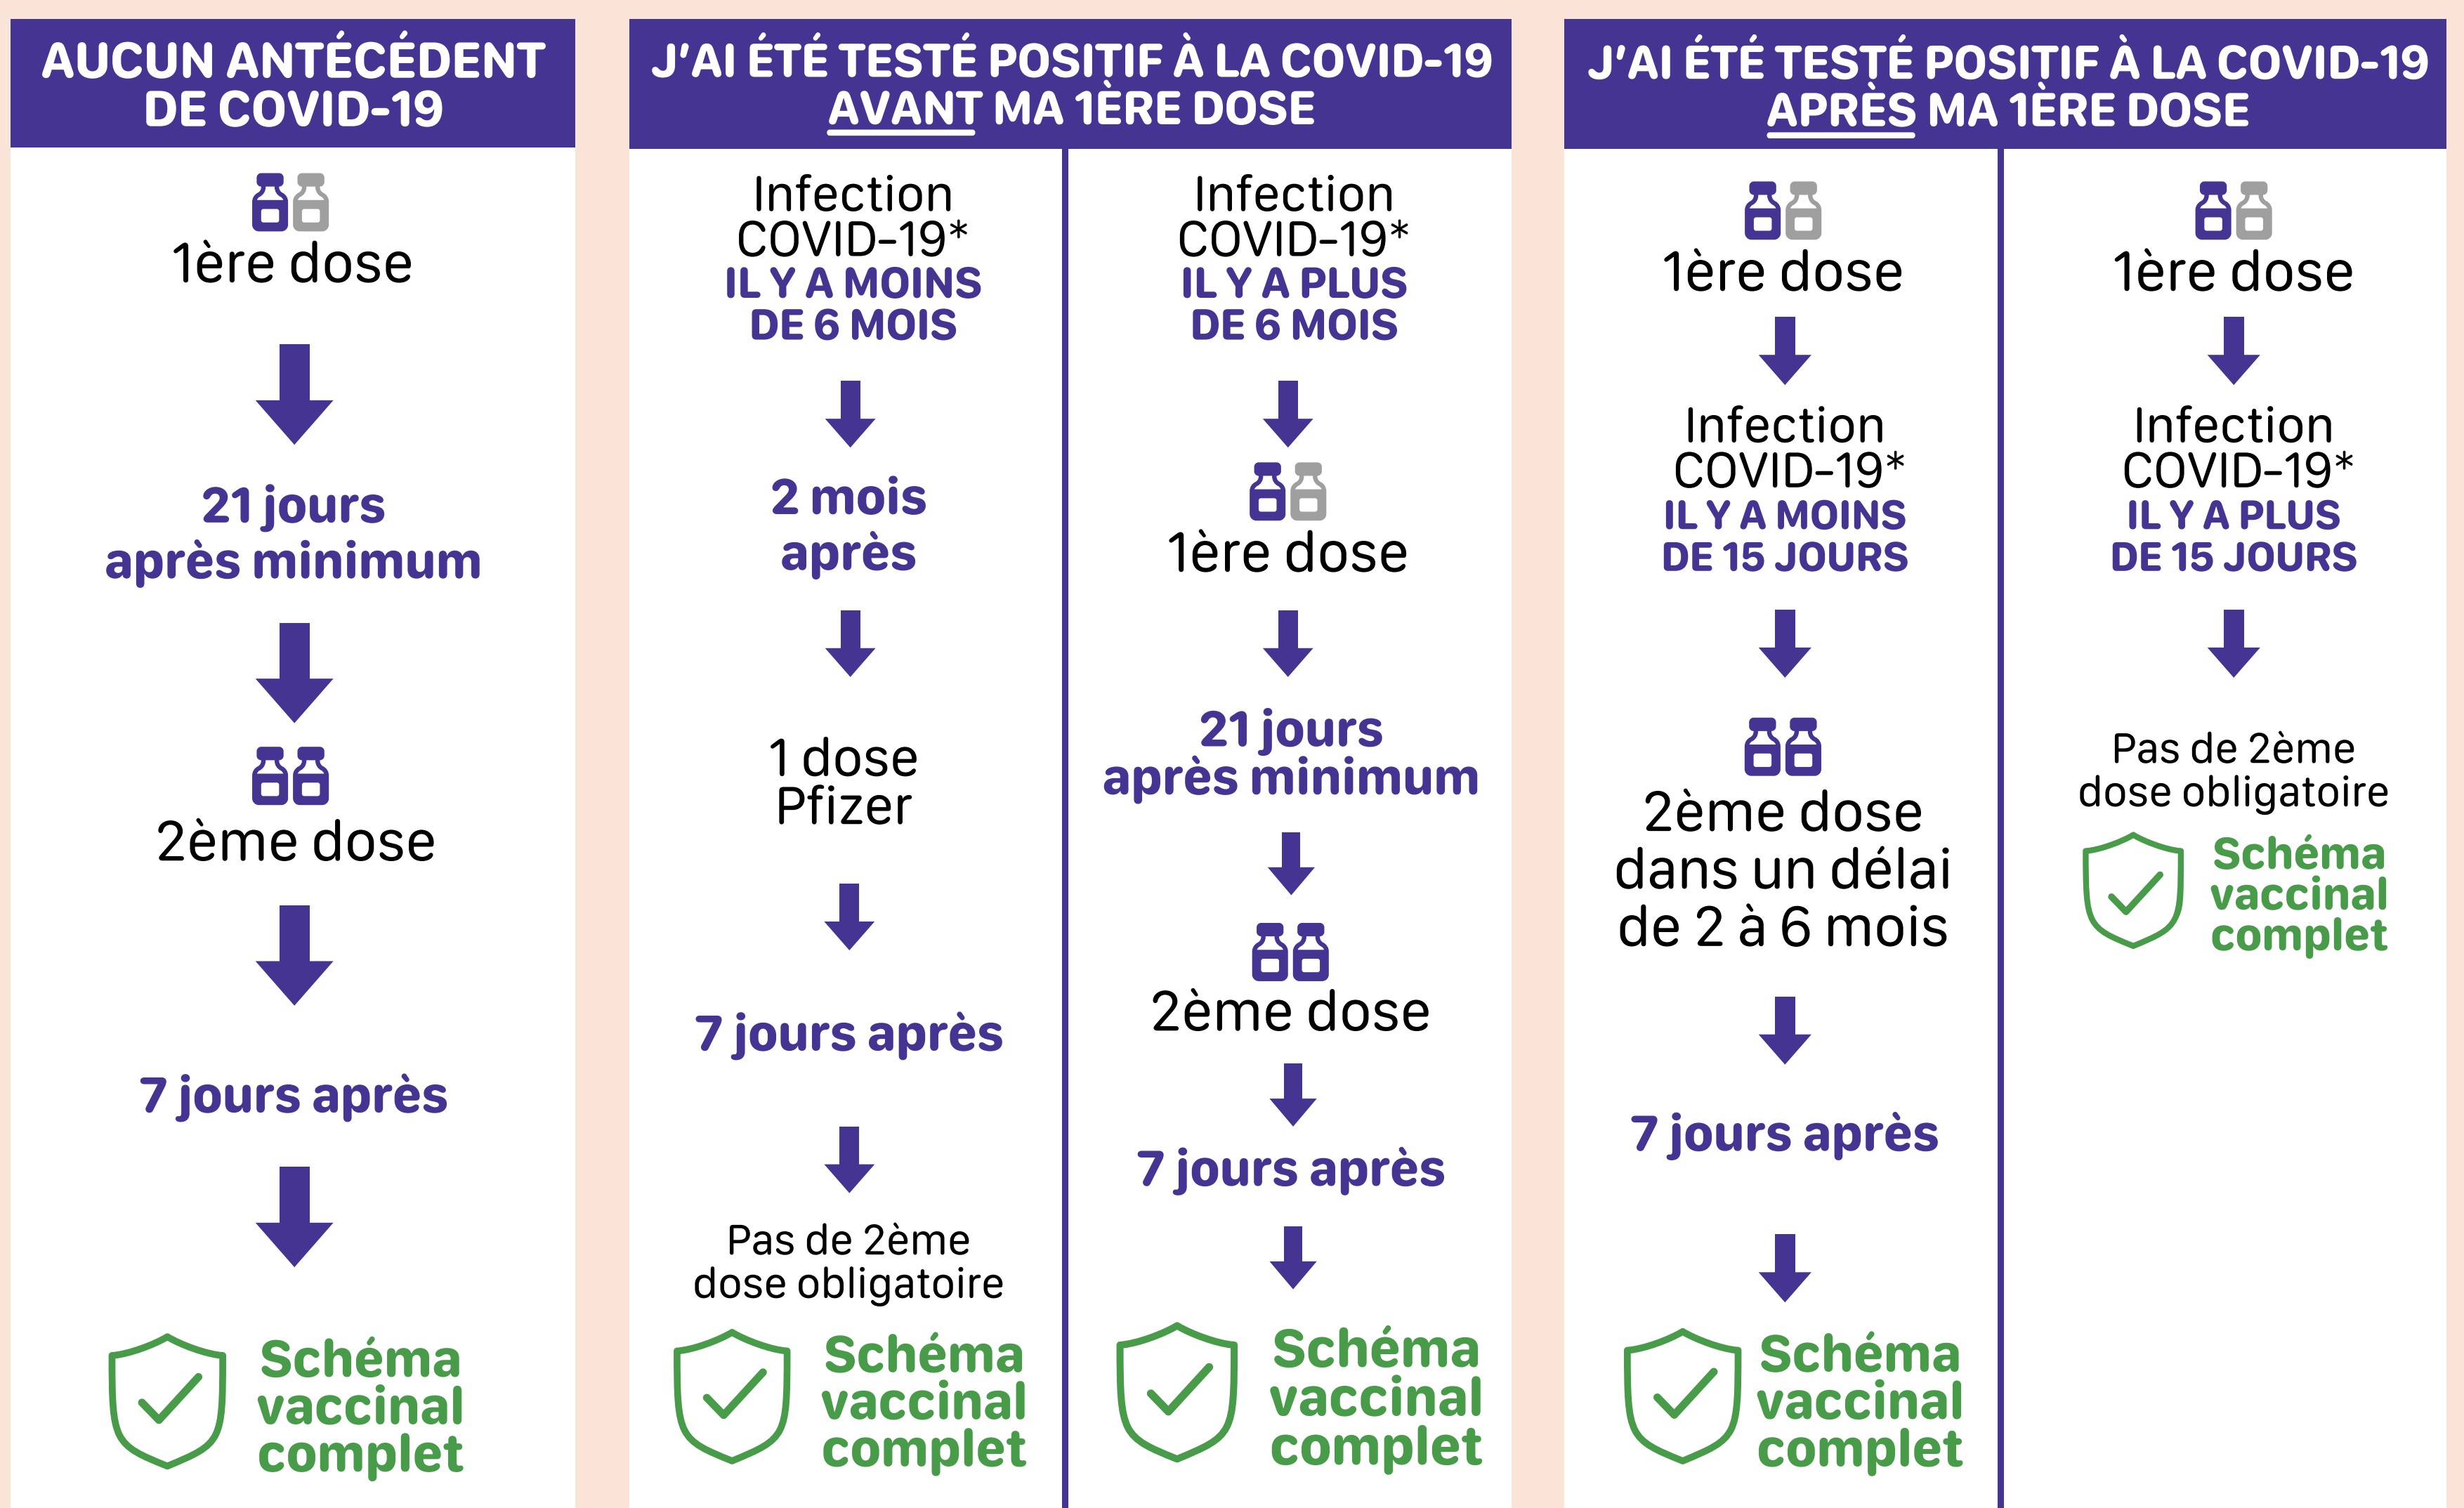 AUCUN ANTÉCÉDENT
DE COVID-19
1ère dose
21 jours
après minimum
2ème dose
7 jours après
Schéma
vaccinal
complet
J'AI ÉTÉ TESTÉ POSITIF À LA COVID-19
AVANT MA 1ÈRE DOSE
Infection
COVID-19*
IL Y A MOINS
DE 6 MOIS
2 mois
après
1 dose
Pfizer
7 jours après
Pas de 2ème
dose obligatoire
Schéma
vaccinal
complet
Infection
COVID-19*
IL Y A PLUS
DE 6 MOIS
1ère dose
21 jours
après minimum
2ème dose
7 jours après
Schéma
vaccinal
complet
J'AI ÉTÉ TESTÉ POSITIF À LA COVID-19
APRÈS MA 1ÈRE DOSE
1ère dose
Infection
COVID-19*
IL Y A MOINS
DE 15 JOURS
2ème dose
dans un délai
de 2 à 6 mois
7 jours après
Schéma
vaccinal
complet
1ère dose
Infection
COVID-19*
IL Y A PLUS
DE 15 JOURS
Pas de 2ème
dose obligatoire
Schéma
vaccinal
complet